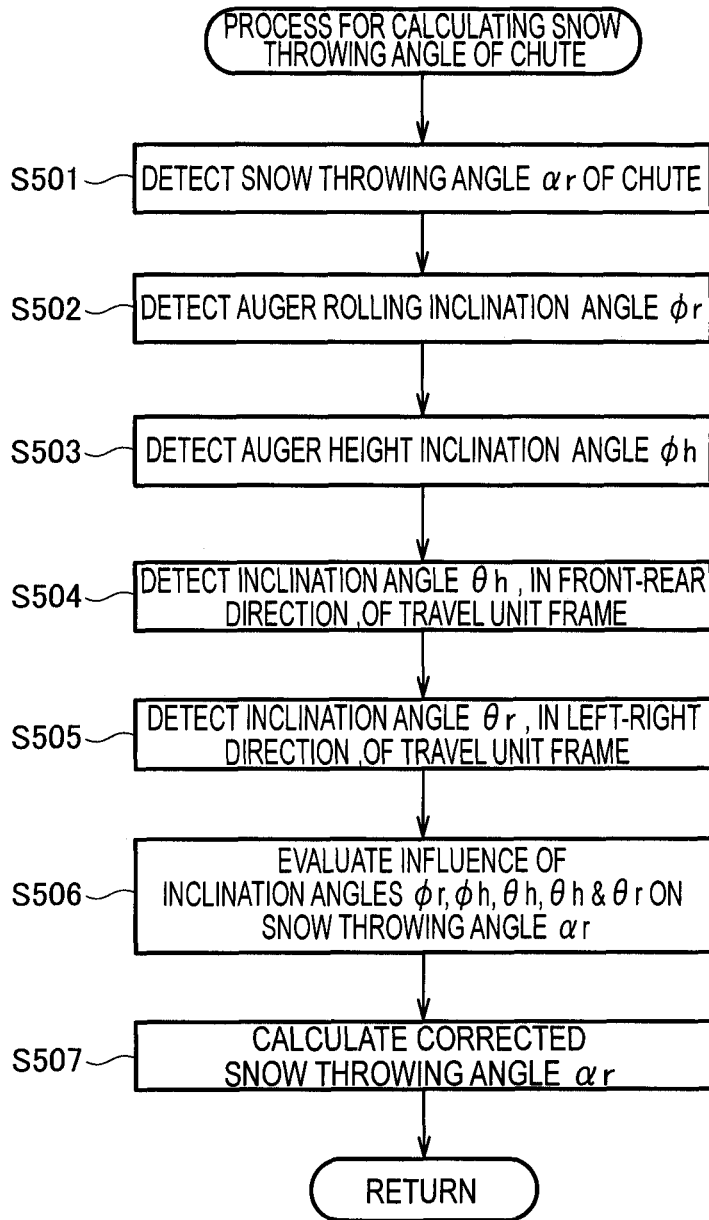 PROCESS FOR CALCULATING SNOW
THROWING ANGLE OF CHUTE
S501
DETECT SNOW THROWING ANGLE αr OF CHUTE
S502
DETECT AUGER ROLLING INCLINATION ANGLE ϕr
S503
DETECT AUGER HEIGHT INCLINATION ANGLE ϕh
S504
DETECT INCLINATION ANGLE θh, IN FRONT-REAR
DIRECTION ,OF TRAVEL UNIT FRAME
S505
DETECT INCLINATION ANGLE θr, IN LEFT-RIGHT
DIRECTION ,OF TRAVEL UNIT FRAME
S506
EVALUATE INFLUENCE OF
INCLINATION ANGLES ϕr, ϕh, θh, θh & θr ON
SNOW THROWING ANGLE αr
S507
CALCULATE CORRECTED
SNOW THROWING ANGLE αr
RETURN